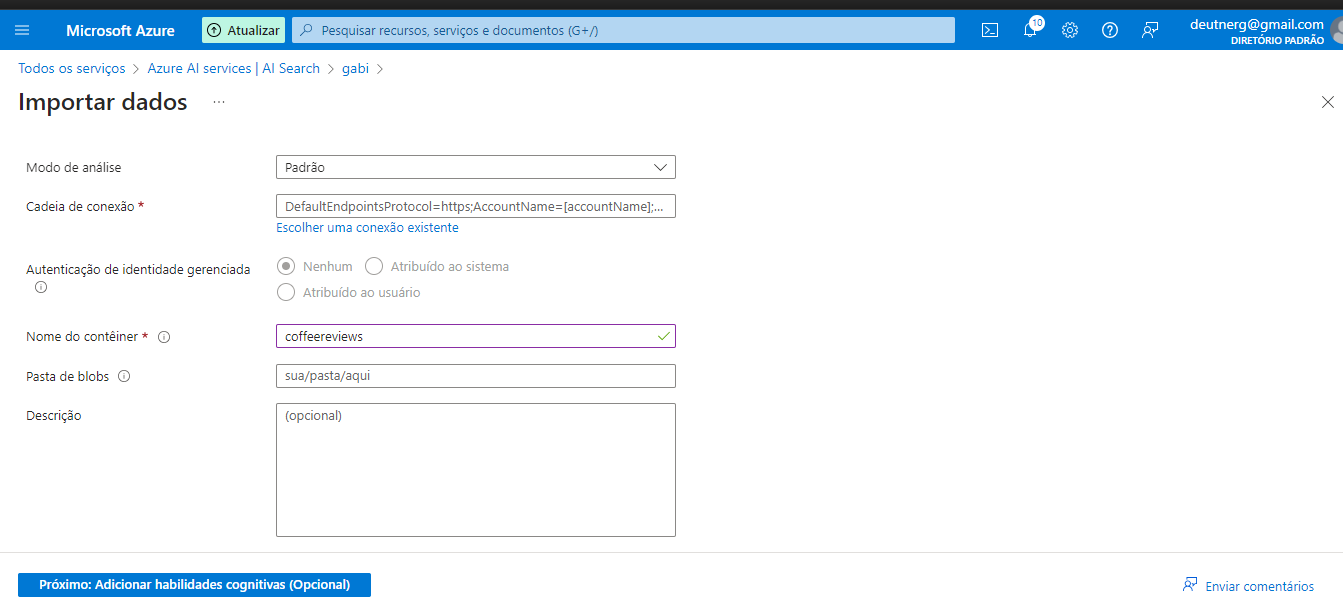 Microsoft Azure
Atualizar
Pesquisar recursos, serviços e documentos (G+/)
10
deutnerg@gmail.com
DIRETÓRIO PADRÃO
Todos os serviços > Azure AI services | AI Search > gabi >
Importar dados ...
Modo de análise
Padrão
Cadeia de conexão *
DefaultEndpointsProtocol=https;AccountName=[accountName];...
Escolher uma conexão existente
Autenticação de identidade gerenciada
Nenhum
Atribuído ao sistema
Atribuído ao usuário
Nome do contêiner *
coffeereviews
Pasta de blobs
sua/pasta/aqui
Descrição
(opcional)
Próximo: Adicionar habilidades cognitivas (Opcional)
Enviar comentários